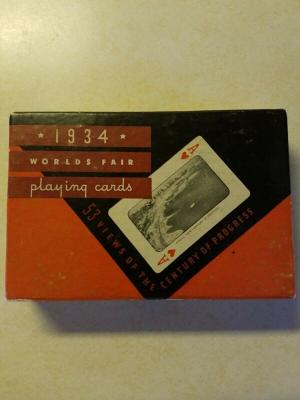 ★ 1934 ★
WORLDS FAIR
playing cards
A
A
53 VIEWS OF THE CENTURY OF PROGRESS